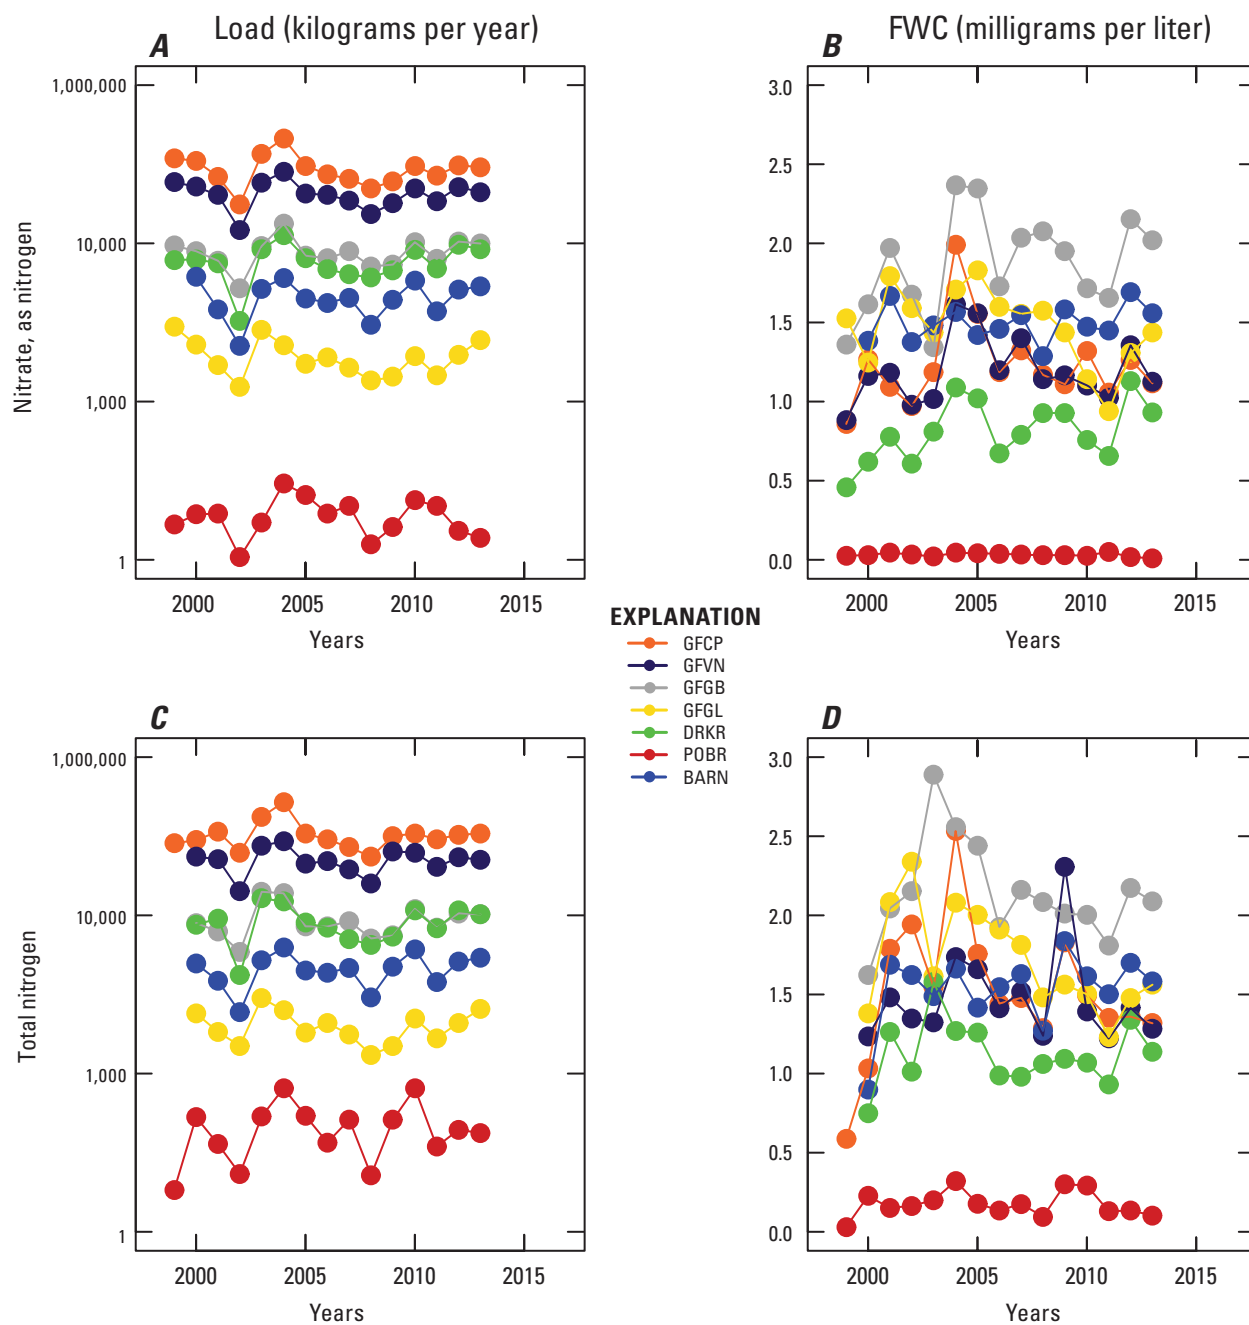 A Load (kilograms per year)
1,000,000
10,000
1,000
1
Nitrate, as nitrogen
2000 2005 2010 2015
Years
B FWC (milligrams per liter)
3.0
2.5
2.0
1.5
1.0
0.5
0.0
2000 2005 2010 2015
Years
EXPLANATION
GFCP
GFVN
GFGB
GFGL
DRKR
POBR
BARN
C
1,000,000
10,000
1,000
1
Total nitrogen
2000 2005 2010 2015
Years
D
3.0
2.5
2.0
1.5
1.0
0.5
0.0
2000 2005 2010 2015
Years